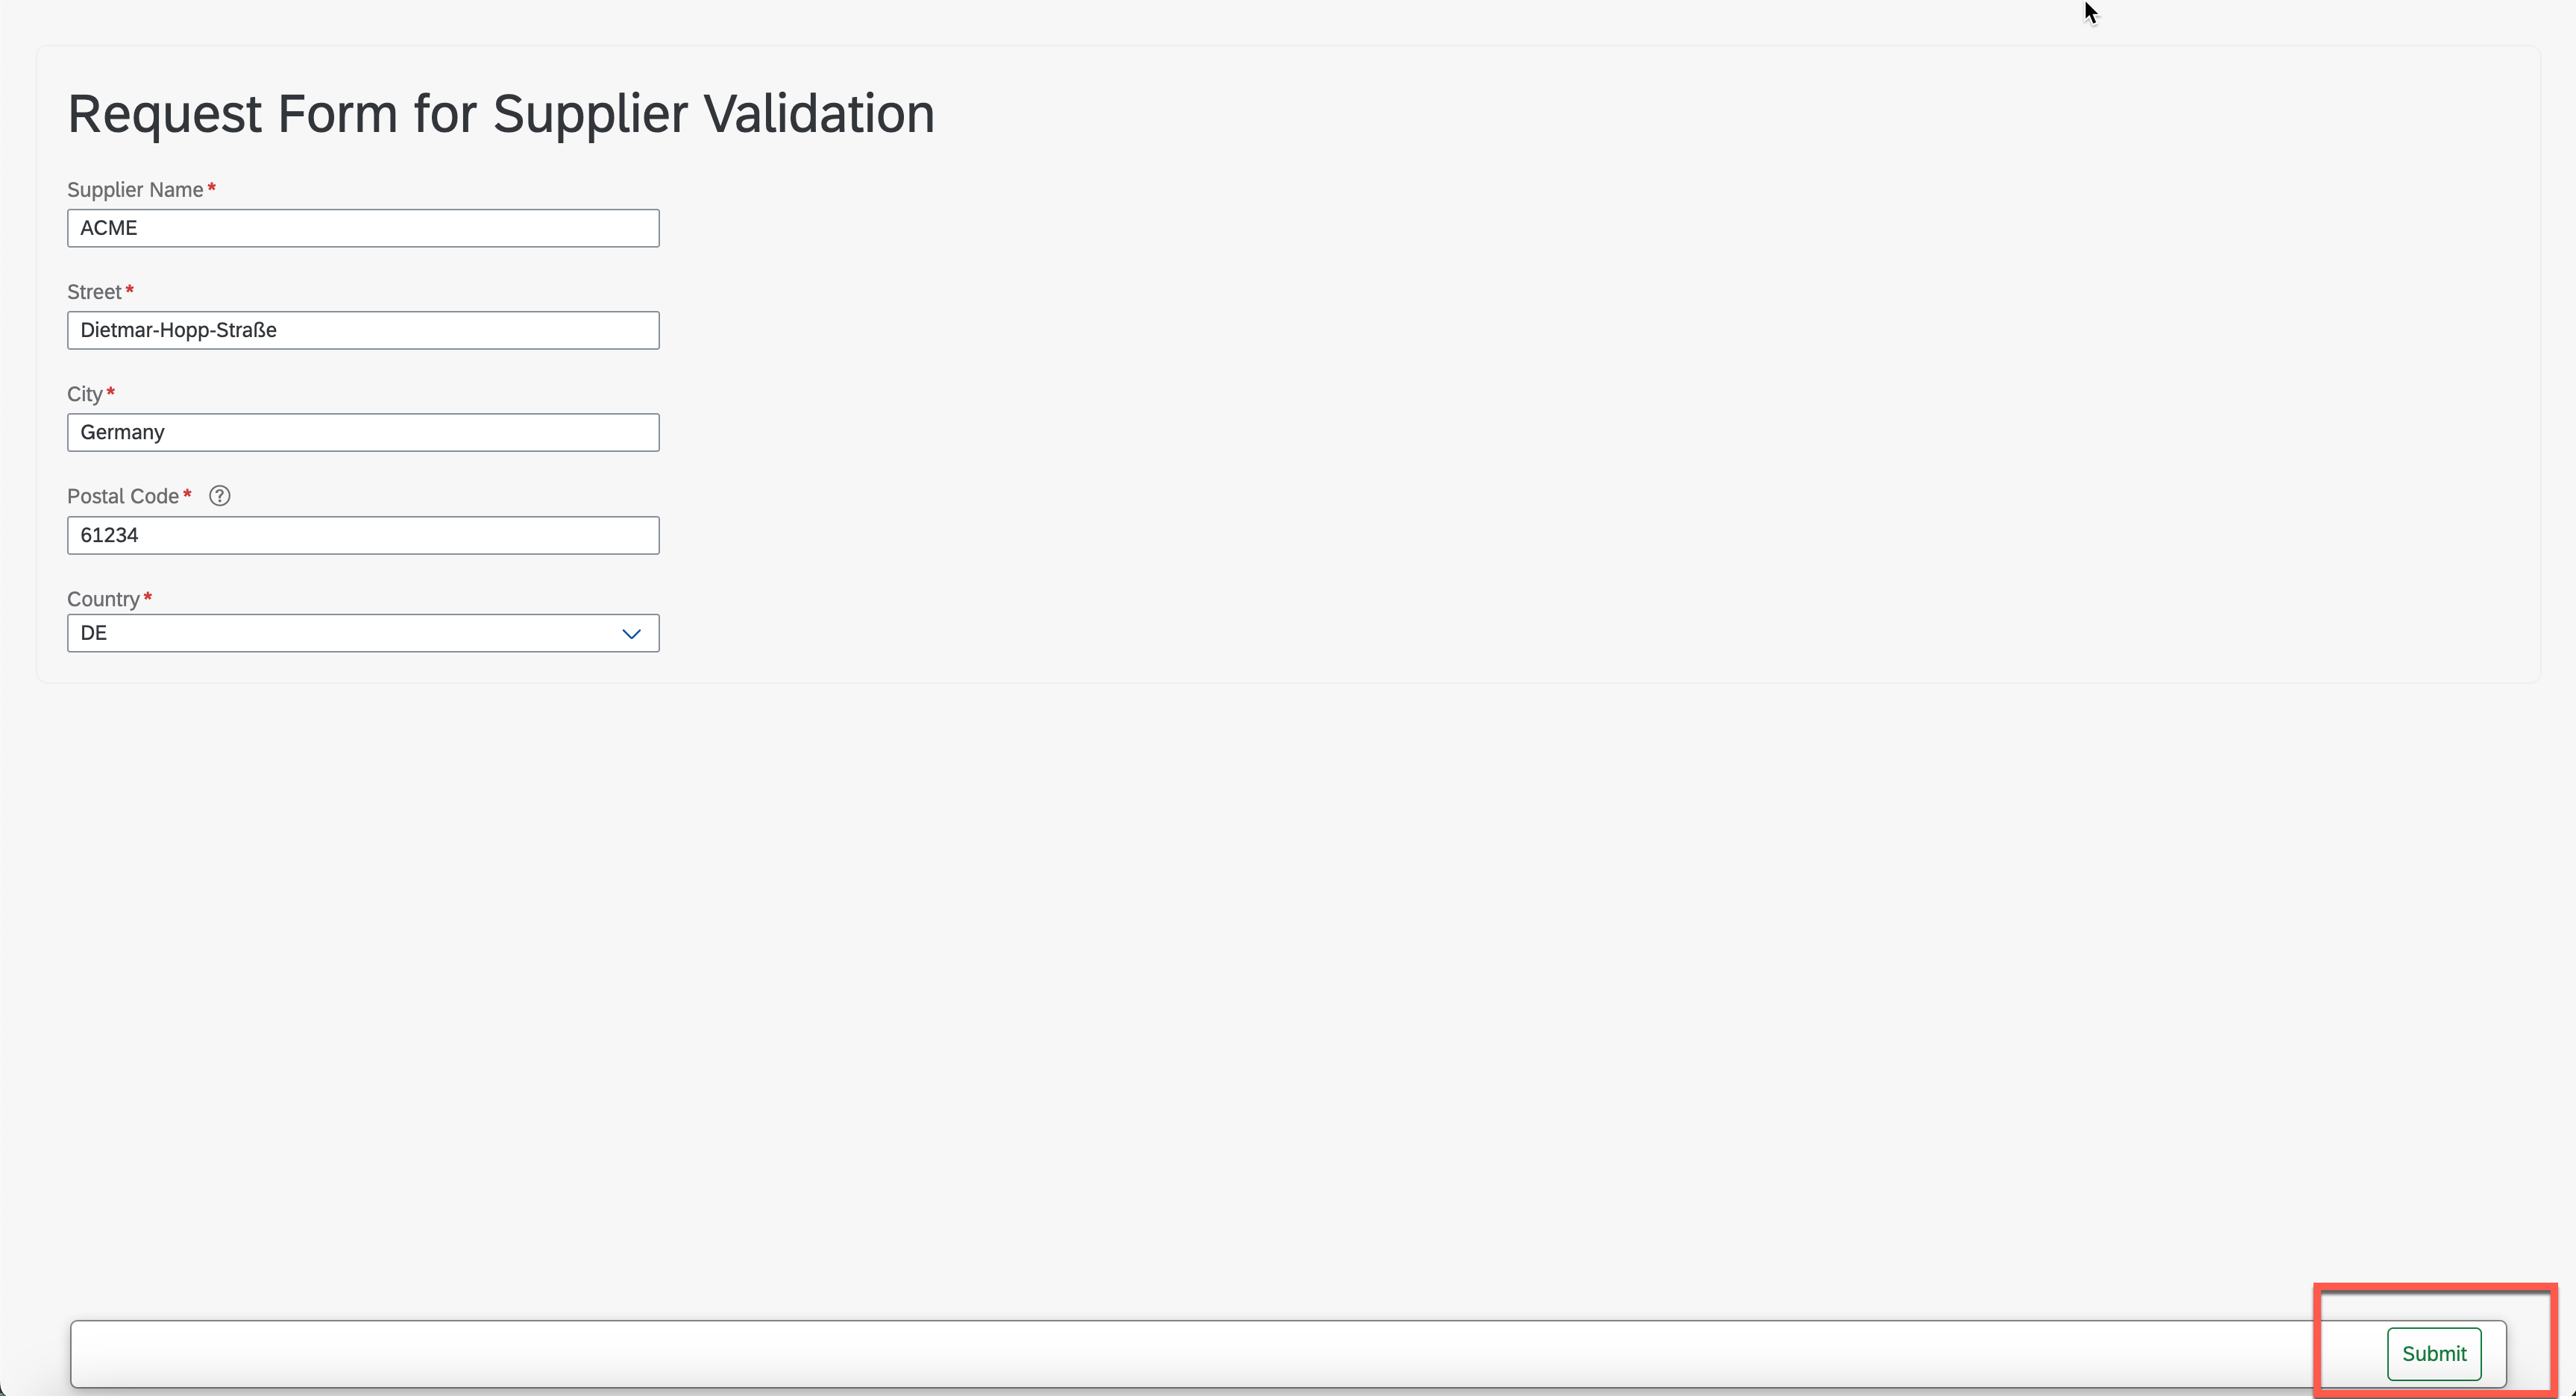 Request Form for Supplier Validation
Supplier Name*
ACME
Street*
Dietmar-Hopp-Straße
City*
Germany
Postal Code* ?
61234
Country*
DE
Submit